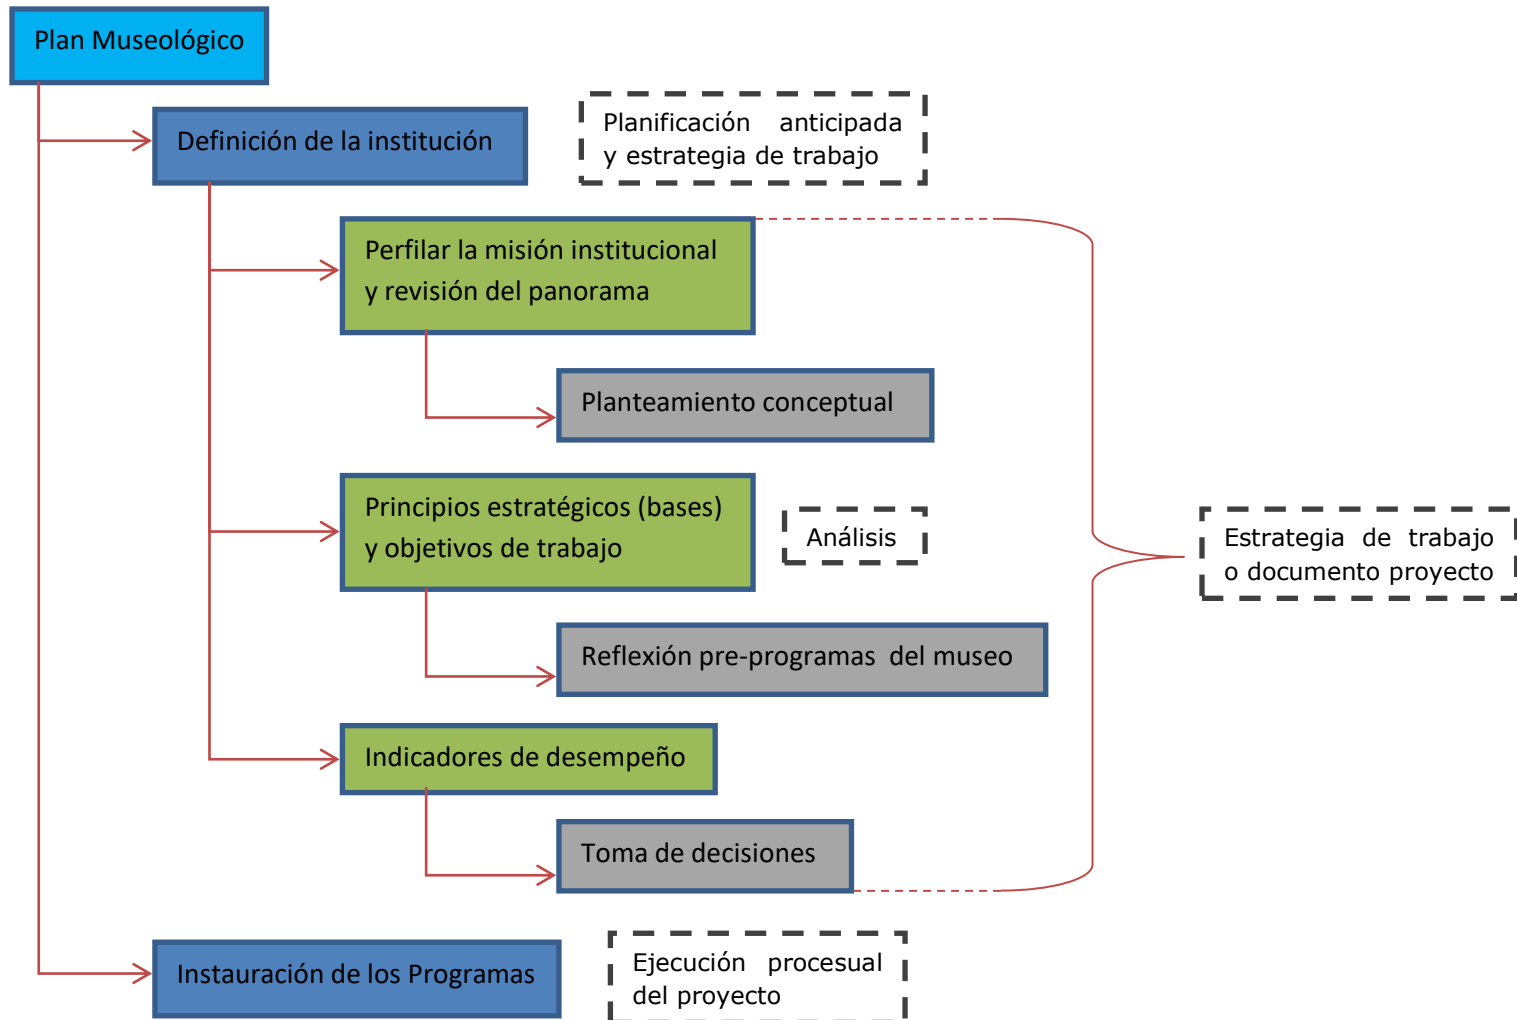 Plan Museológico
Definición de la institución
Planificación anticipada
y estrategia de trabajo
Perfilar la misión institucional
y revisión del panorama
Planteamiento conceptual
Principios estratégicos (bases)
y objetivos de trabajo
Análisis
Estrategia de trabajo
o documento proyecto
Reflexión pre-programas del museo
Indicadores de desempeño
Toma de decisiones
Instauración de los Programas
Ejecución procesual
del proyecto